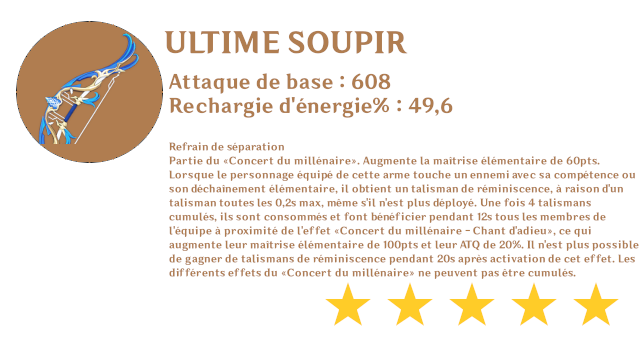 ULTIME SOUPIR
Attaque de base : 608
Rechargie d'énergie% : 49,6
Refrain de séparation
Partie du «Concert du millénaire». Augmente la maîtrise élémentaire de 60pts.
Lorsque le personnage équipé de cette arme touche un ennemi avec sa compétence ou
son déchaînement élémentaire, il obtient un talisman de réminiscence, à raison d'un
talisman toutes les 0,2s max, même s'il n'est plus déployé. Une fois 4 talismans
cumulés, ils sont consommés et font bénéficier pendant 12s tous les membres de
l'équipe à proximité de l'effet «Concert du millénaire - Chant d'adieu», ce qui
augmente leur maîtrise élémentaire de 100pts et leur ATQ de 20%. Il n'est plus possible
de gagner de talismans de réminiscence pendant 20s après activation de cet effet. Les
différents effets du «Concert du millénaire» ne peuvent pas être cumulés.